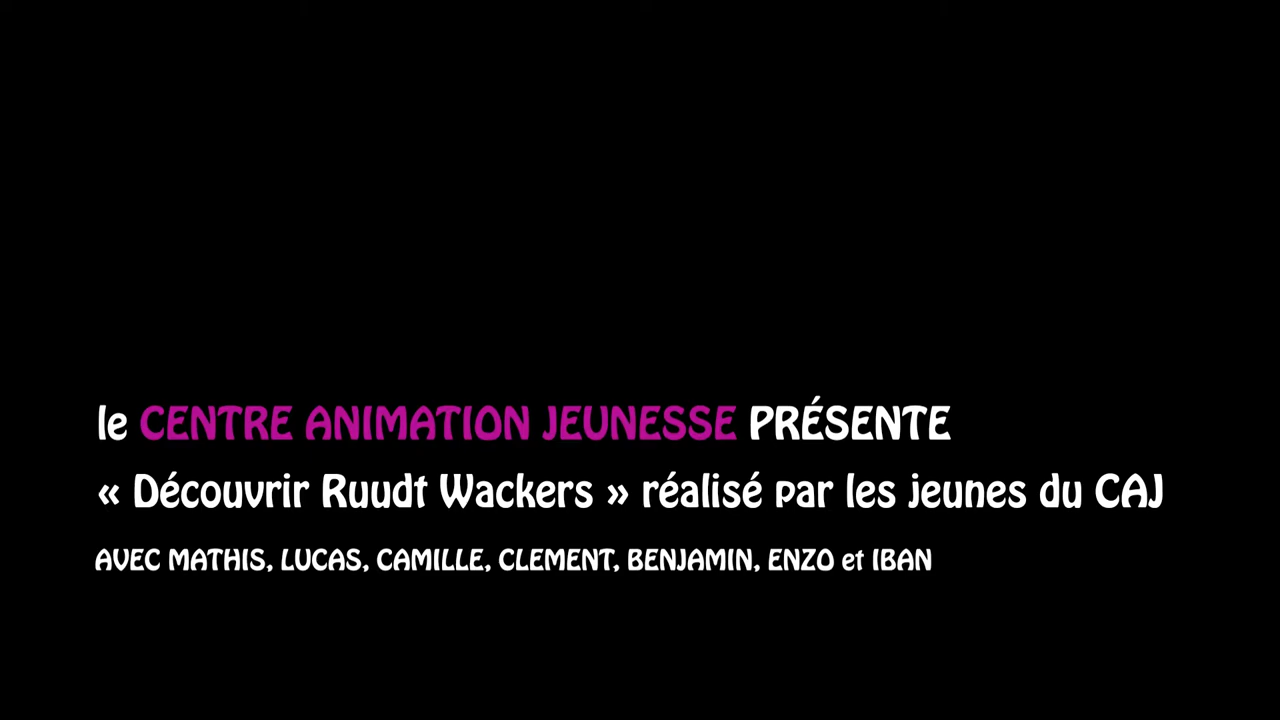 le CENTRE ANIMATION JEUNESSE PRÉSENTE
« Découvrir Ruudt Wackers » réalisé par les jeunes du CAJ
AVEC MATHIS, LUCAS, CAMILLE, CLEMENT, BENJAMIN, ENZO et IBAN